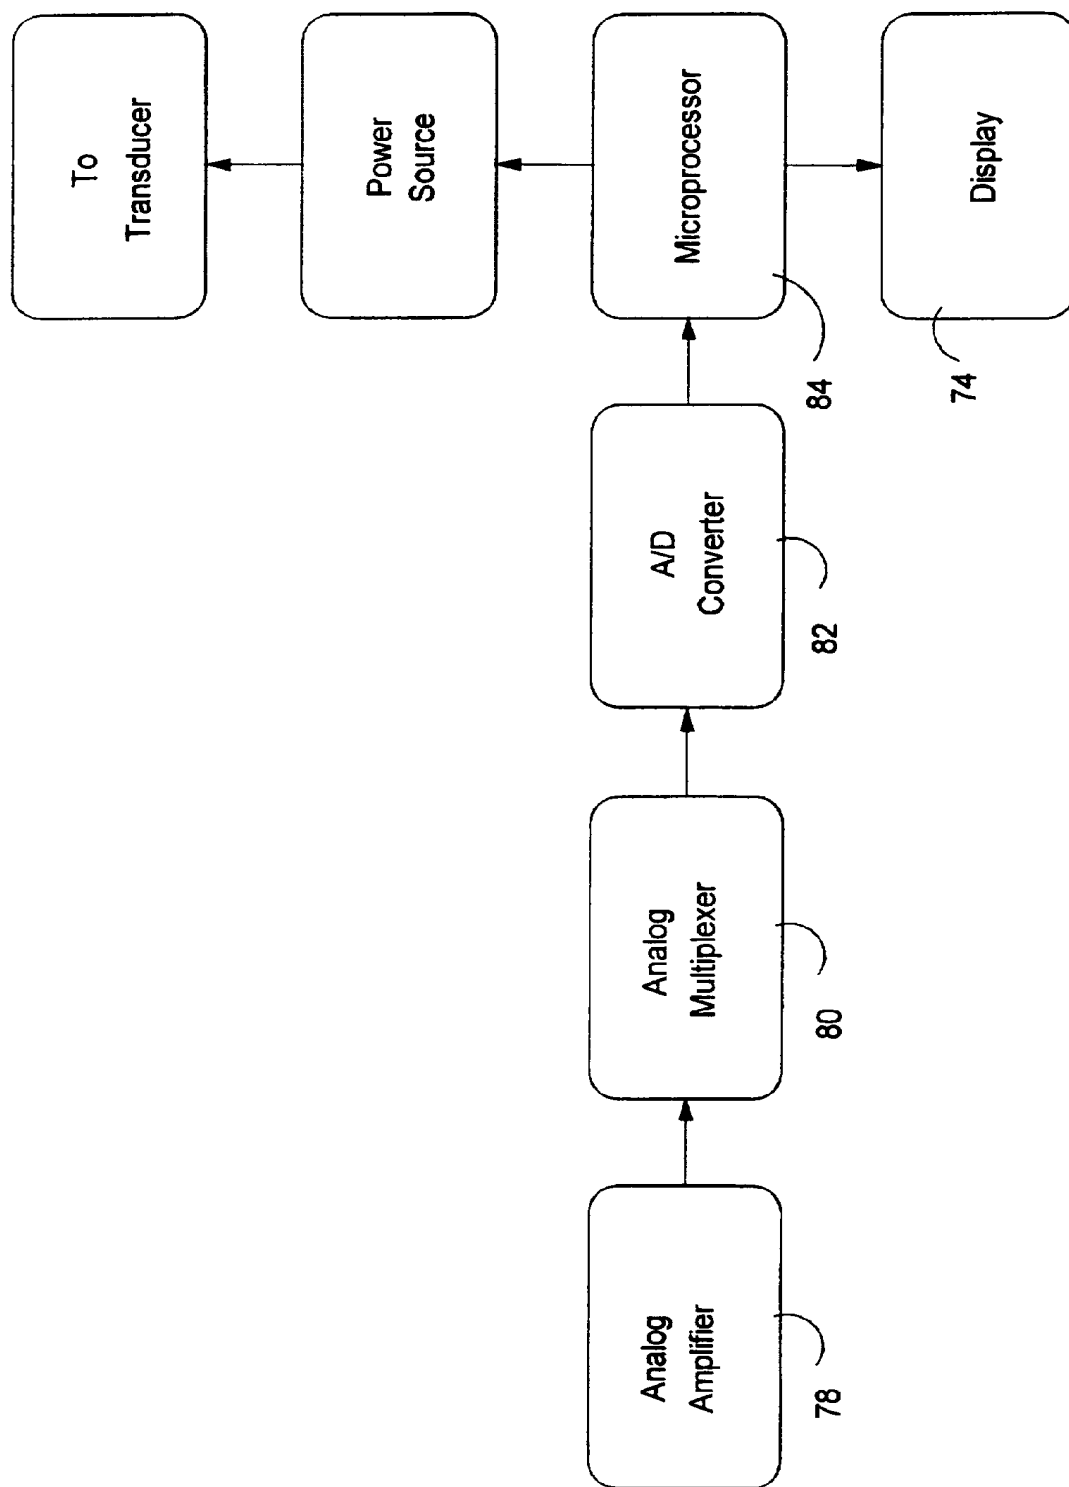 Analog
Amplifier
78
Analog
Multiplexer
80
A/D
Converter
82
To
Transducer
Power
Source
Microprocessor
84
Display
74